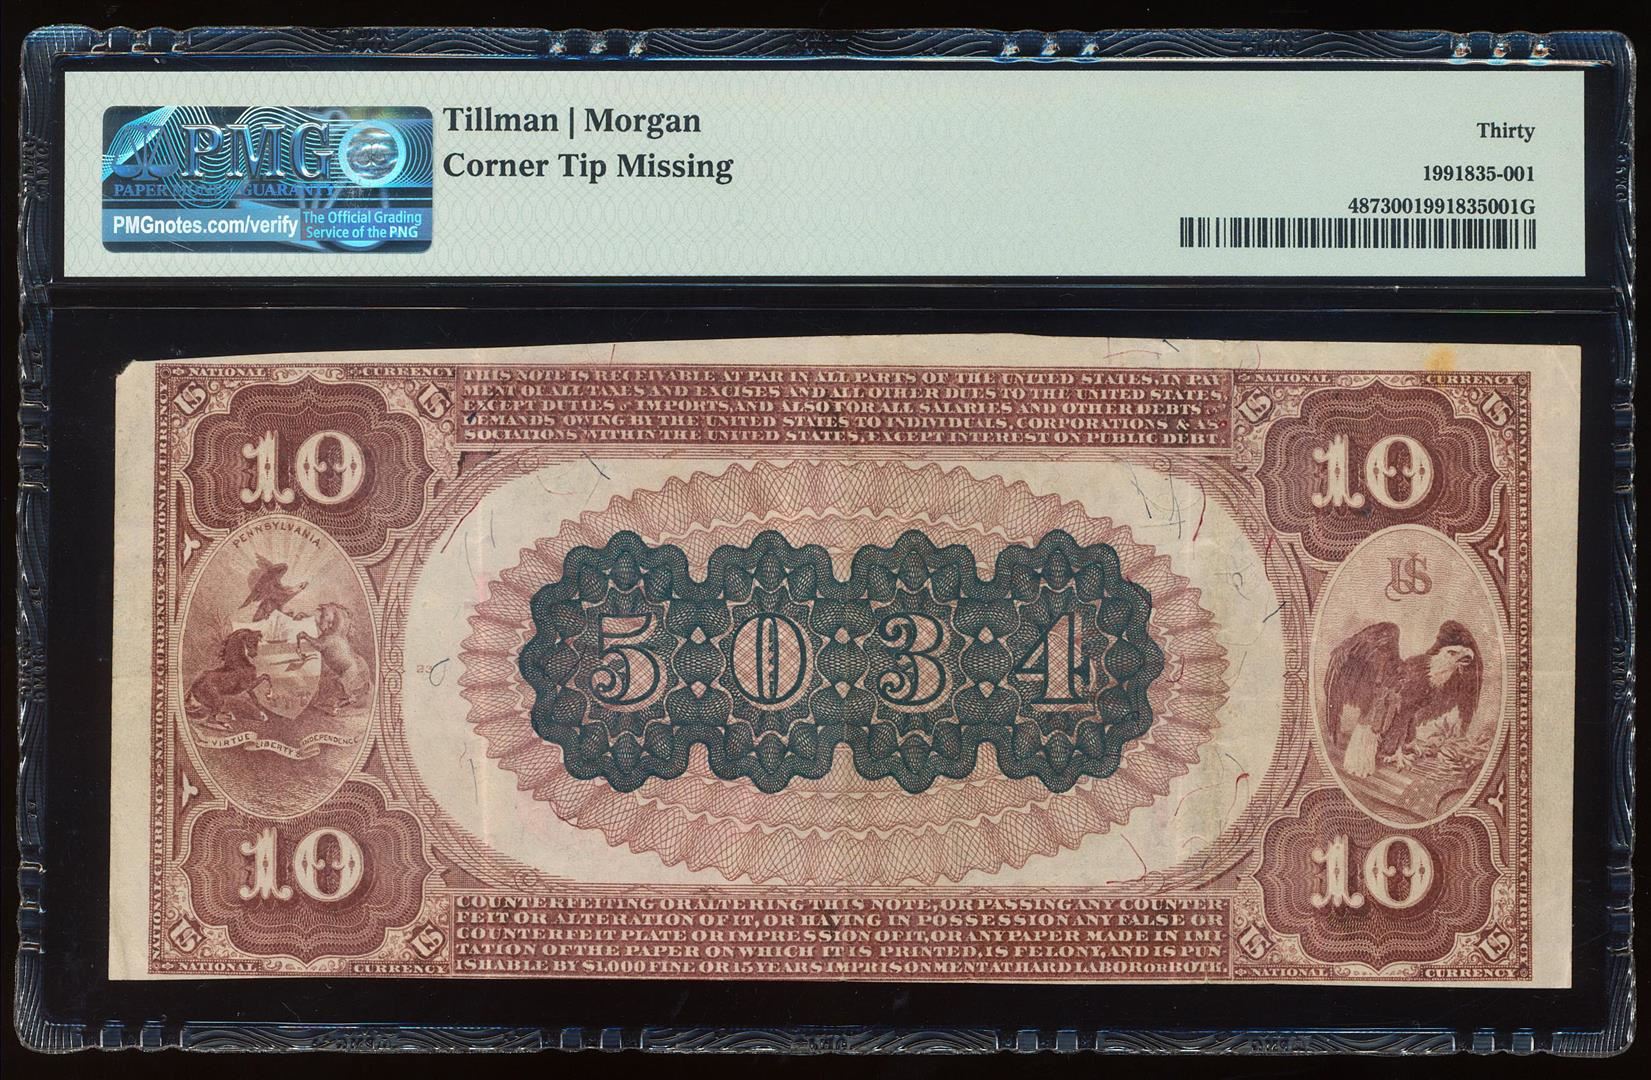 Tillman | Morgan
Corner Tip Missing
Thirty
1991835-001
4873001991835001G
PMG
PAPER MONEY GUARANTY
PMGnotes.com/verify
The Official Grading
Service of the PNG
NATIONAL CURRENCY
THIS NOTE IS RECEIVABLE AT PAR IN ALL PARTS OF THE UNITED STATES, IN PAY
MENT OF ALL TAXES AND EXCISES AND ALL OTHER DUES TO THE UNITED STATES,
EXCEPT DUTIES ON IMPORTS, AND ALSO FOR ALL SALARIES AND OTHER DEBTS &
DEMANDS OWING BY THE UNITED STATES TO INDIVIDUALS, CORPORATIONS & AS
SOCIATIONS WITHIN THE UNITED STATES, EXCEPT INTEREST ON PUBLIC DEBT
NATIONAL CURRENCY
US
US
US
US
10
10
PENNSYLVANIA
VIRTUE LIBERTY & INDEPENDENCE
5034
US
10
10
COUNTERFEITING OR ALTERING THIS NOTE, OR PASSING ANY COUNTER
FEIT OR ALTERATION OF IT, OR HAVING IN POSSESSION ANY FALSE OR
COUNTERFEIT PLATE OR IMPRESSION OF IT, OR ANY PAPER MADE IN IMI
TATION OF THE PAPER ON WHICH IT IS PRINTED, IS FELONY, AND IS PUN
ISHABLE BY $1,000 FINE OR 15 YEARS IMPRISONMENT AT HARD LABOR OR BOTH
US
US
US
US
NATIONAL CURRENCY
NATIONAL CURRENCY